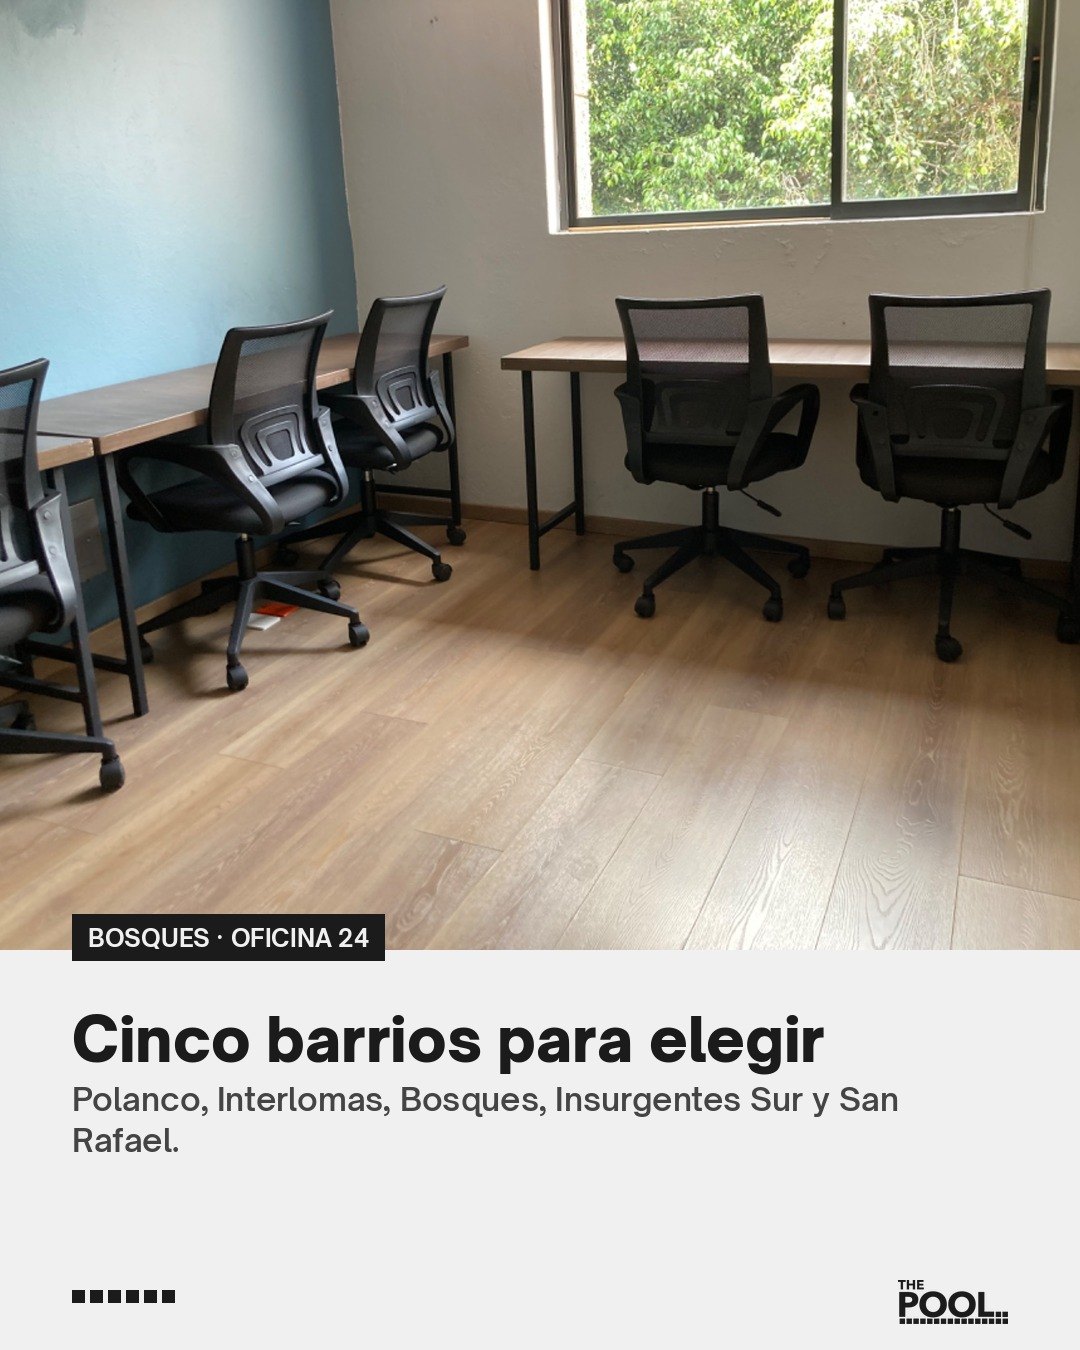 BOSQUES · OFICINA 24
Cinco barrios para elegir
Polanco, Interlomas, Bosques, Insurgentes Sur y San
Rafael.
THE
POOL